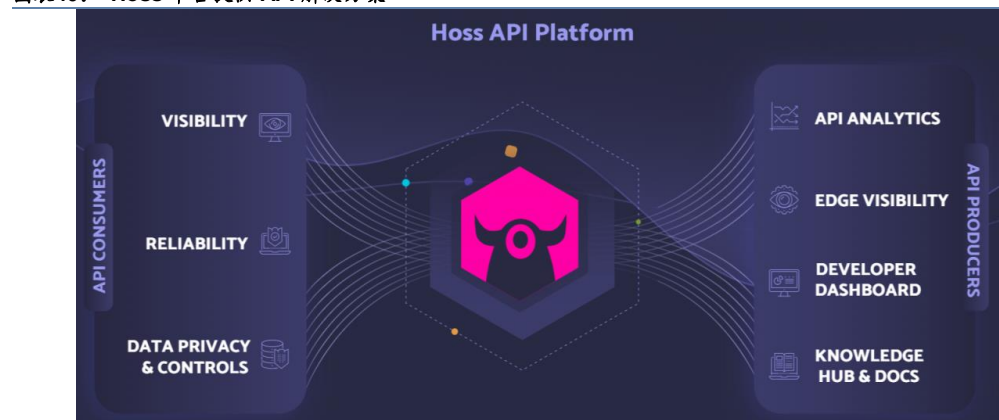 Hoss API Platform
API CONSUMERS
VISIBILITY
RELIABILITY
DATA PRIVACY
& CONTROLS
API ANALYTICS
EDGE VISIBILITY
DEVELOPER
DASHBOARD
KNOWLEDGE
HUB & DOCS
API PRODUCERS